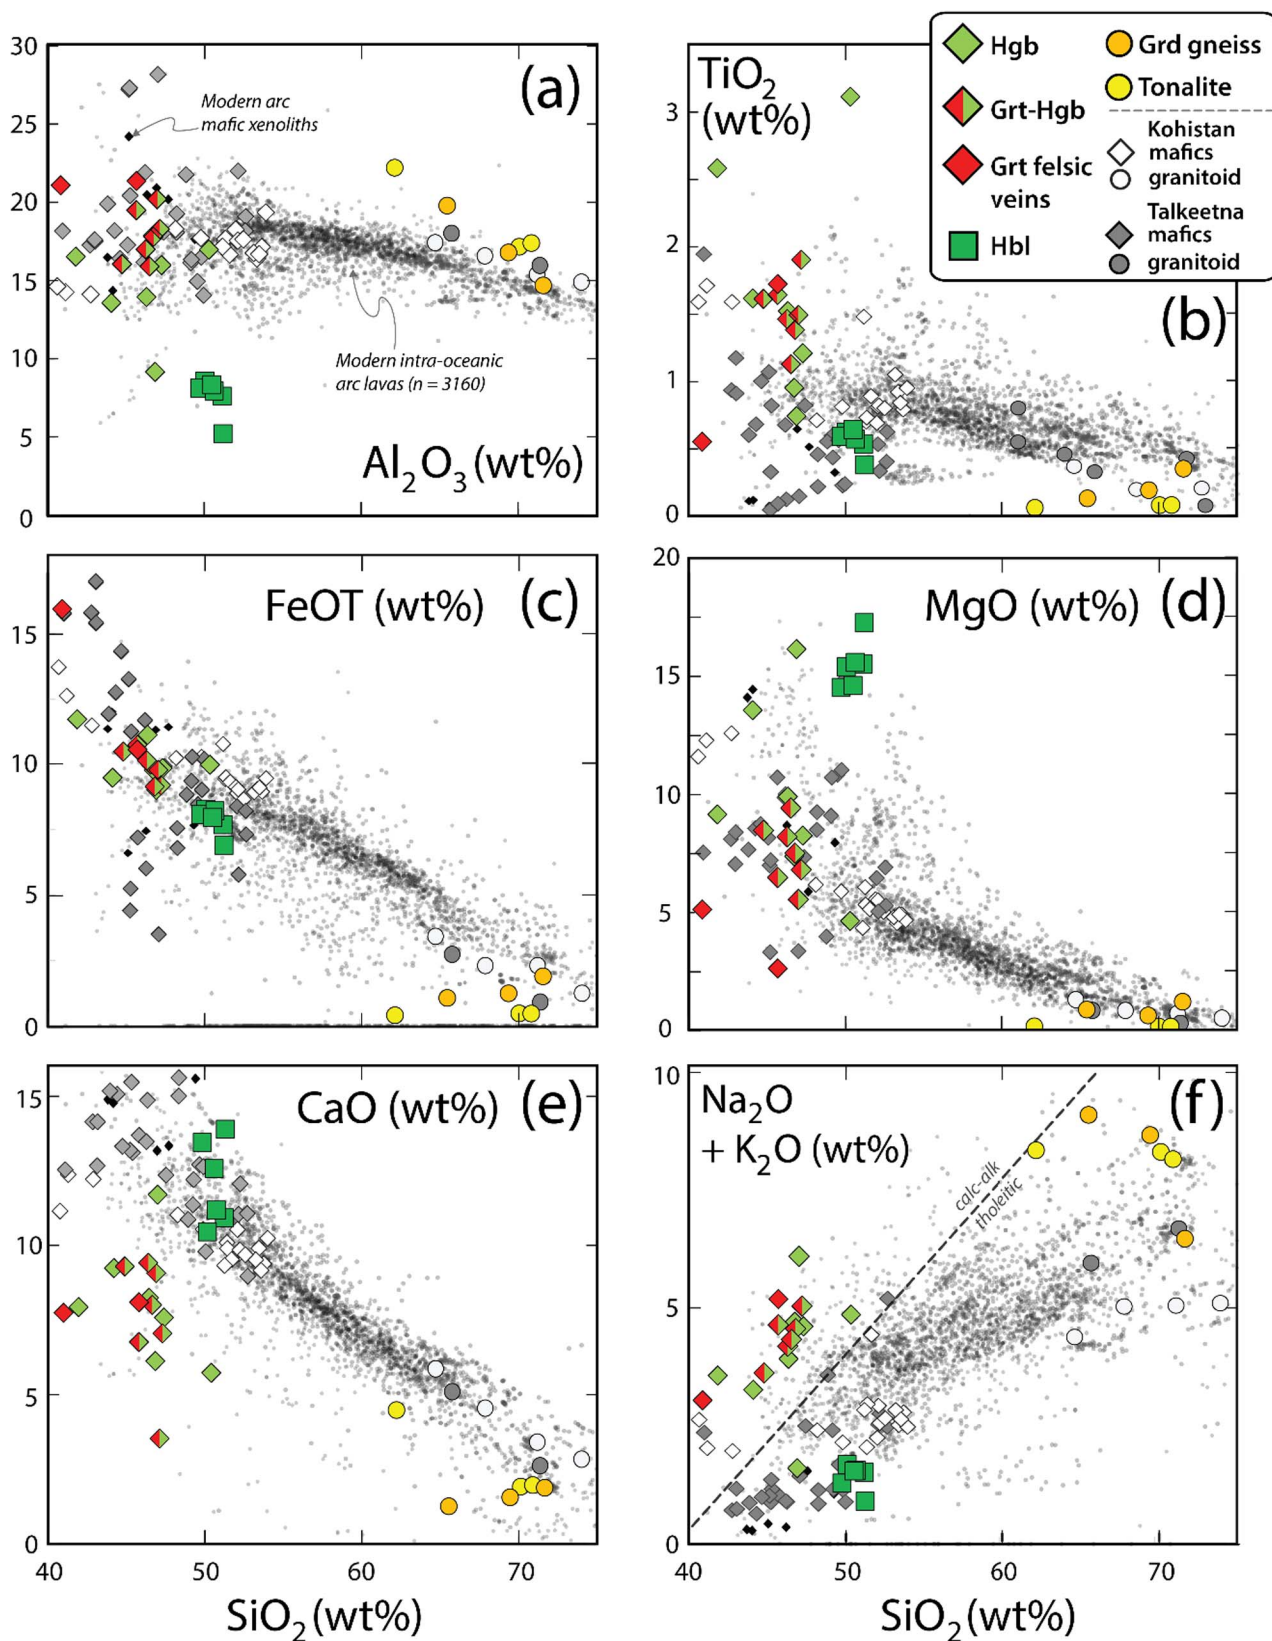 (a)
Modern arc
mafic xenoliths
Modern intra-oceanic
arc lavas (n = 3160)
Al2O3 (wt%)
30
25
20
15
10
5
0
TiO2
(wt%)
(b)
3
2
1
0
Hgb
Grt-Hgb
Grt felsic
veins
Hbl
Grd gneiss
Tonalite
Kohistan
mafics
granitoid
Talkeetna
mafics
granitoid
FeOT (wt%)
(c)
15
10
5
0
MgO (wt%)
(d)
20
15
10
5
0
CaO (wt%)
(e)
15
10
5
0
40
50
60
70
SiO2 (wt%)
Na2O
+ K2O (wt%)
(f)
calc-alk
tholeitic
10
5
0
40
50
60
70
SiO2 (wt%)